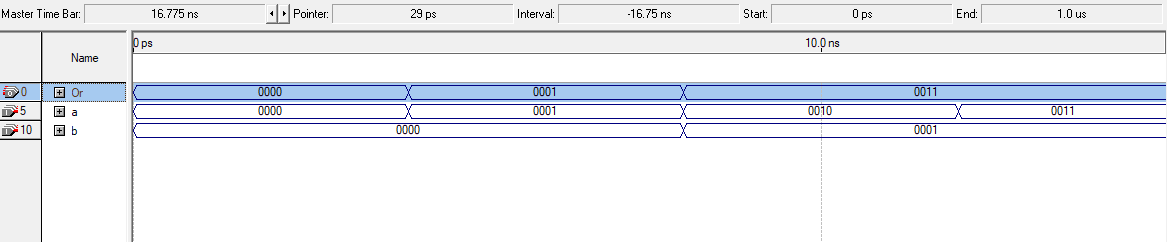 Master Time Bar: 16.775 ns Pointer: 29 ps Interval: -16.75 ns Start: 0 ps End: 1.0 us
Name
0 ps 10.0 ns
0 Or 0000 0001 0011
5 a 0000 0001 0010 0011
10 b 0000 0001